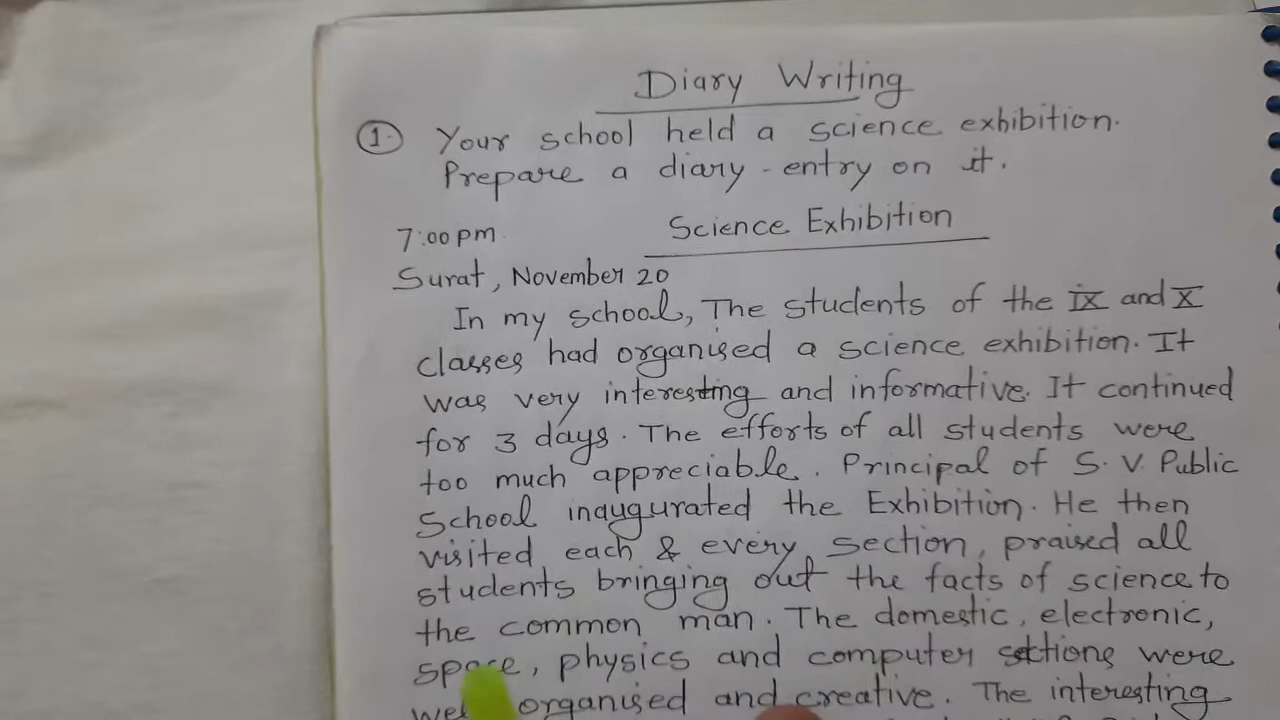 Diary Writing
1. Your school held a science exhibition.
Prepare a diary-entry on it.
Science Exhibition
7:00 pm
Surat, November 20
In my school, The students of the IX and X
classes had organised a science exhibition. It
was very interesting and informative. It continued
for 3 days. The efforts of all students were
too much appreciable. Principal of S. V. Public
School inaugurated the Exhibition. He then
visited each & every section, praised all
students bringing out the facts of science to
the common man. The domestic, electronic,
space, physics and computer sections were
organised and creative. The interesting